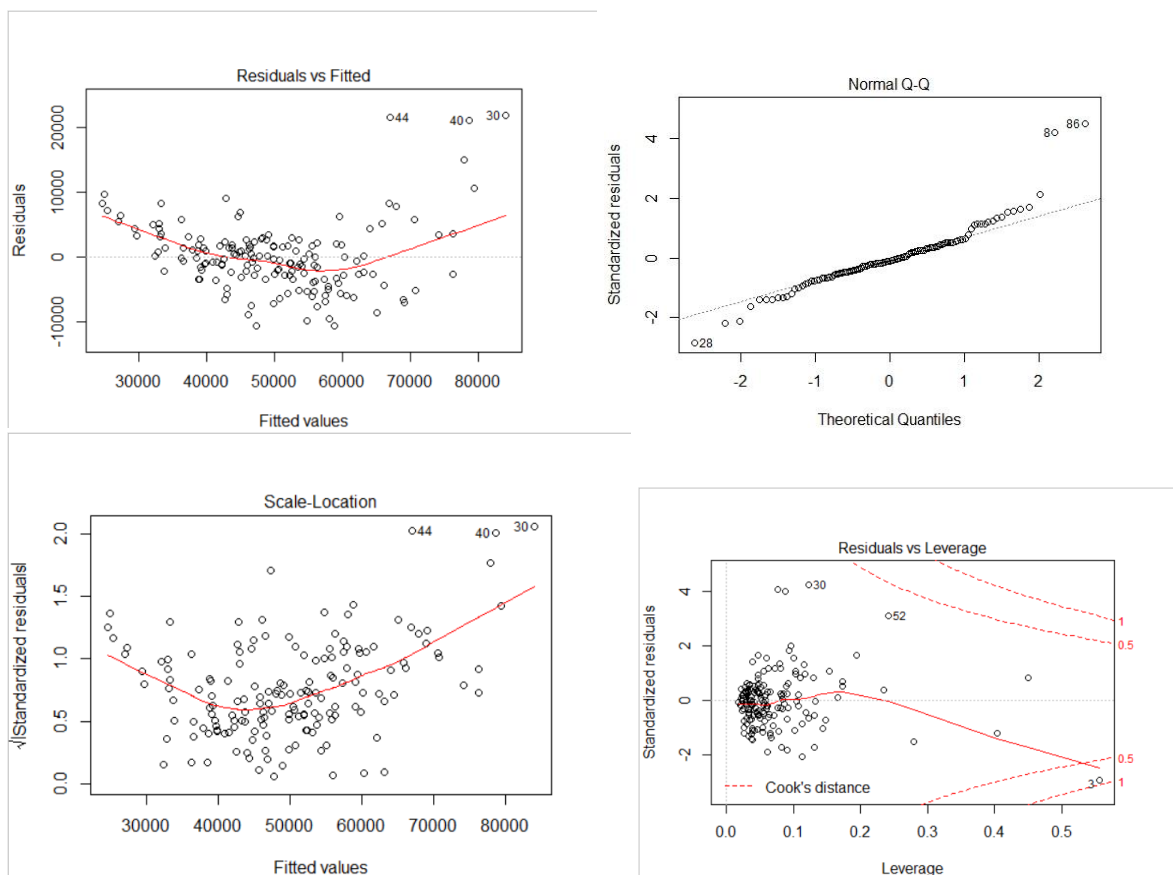 Residuals vs Fitted
Residuals
20000
10000
0
-10000
44
40
30
30000 40000 50000 60000 70000 80000
Fitted values
Normal Q-Q
Standardized residuals
4
2
0
-2
8
86
28
-2 -1 0 1 2
Theoretical Quantiles
Scale-Location
√|Standardized residuals|
2.0
1.5
1.0
0.5
0.0
44
40
30
30000 40000 50000 60000 70000 80000
Fitted values
Residuals vs Leverage
Standardized residuals
4
2
0
-2
30
52
3
1
0.5
0.5
1
Cook's distance
0.0 0.1 0.2 0.3 0.4 0.5
Leverage